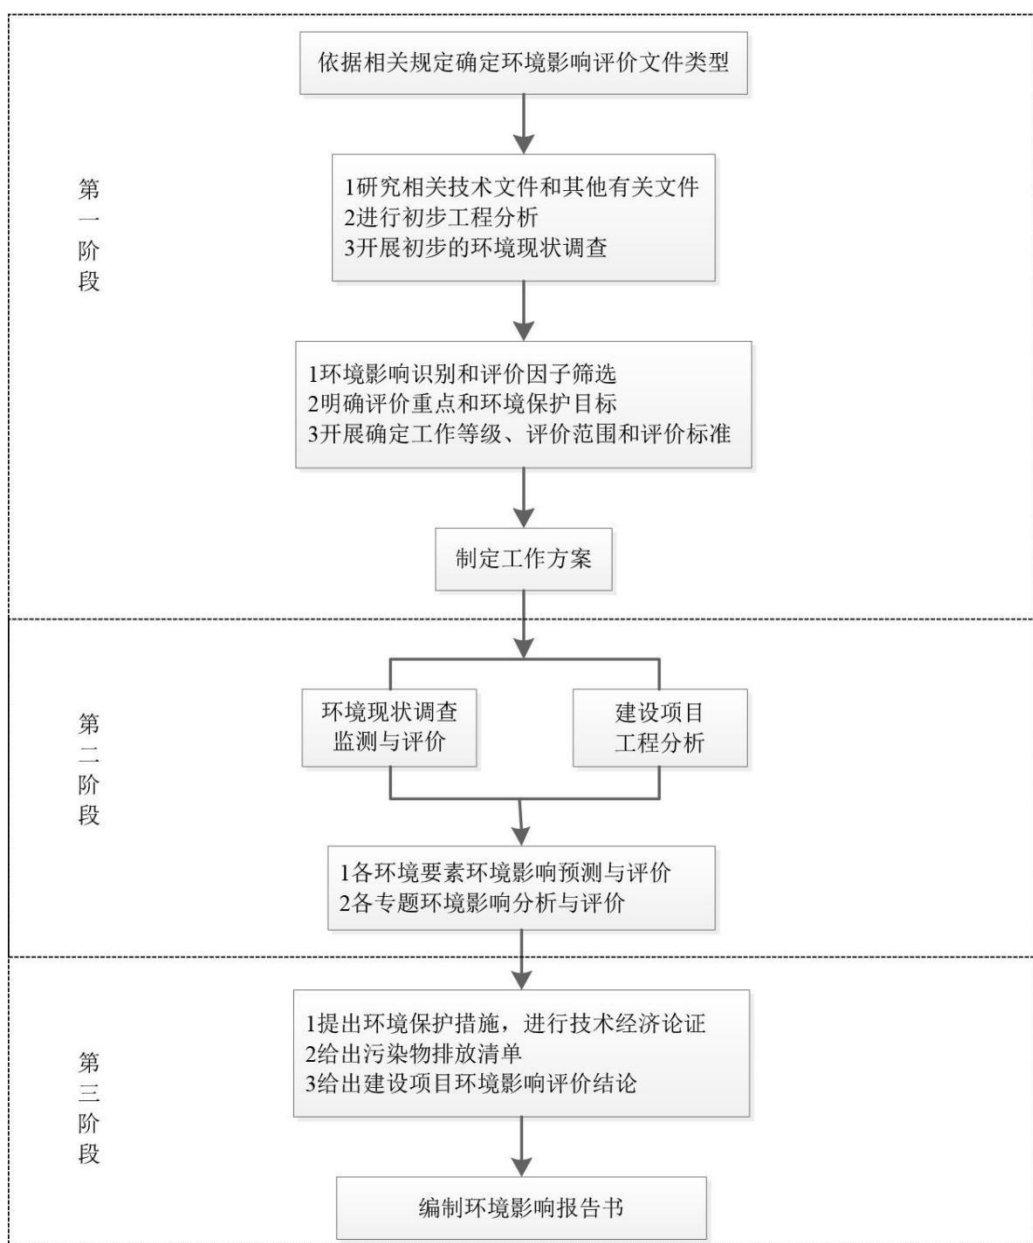 依据相关规定确定环境影响评价文件类型
第一阶段
1研究相关技术文件和其他有关文件
2进行初步工程分析
3开展初步的环境现状调查
1环境影响识别和评价因子筛选
2明确评价重点和环境保护目标
3开展确定工作等级、评价范围和评价标准
制定工作方案
第二阶段
环境现状调查
监测与评价
建设项目
工程分析
1各环境要素环境影响预测与评价
2各专题环境影响分析与评价
第三阶段
1提出环境保护措施，进行技术经济论证
2给出污染物排放清单
3给出建设项目环境影响评价结论
编制环境影响报告书